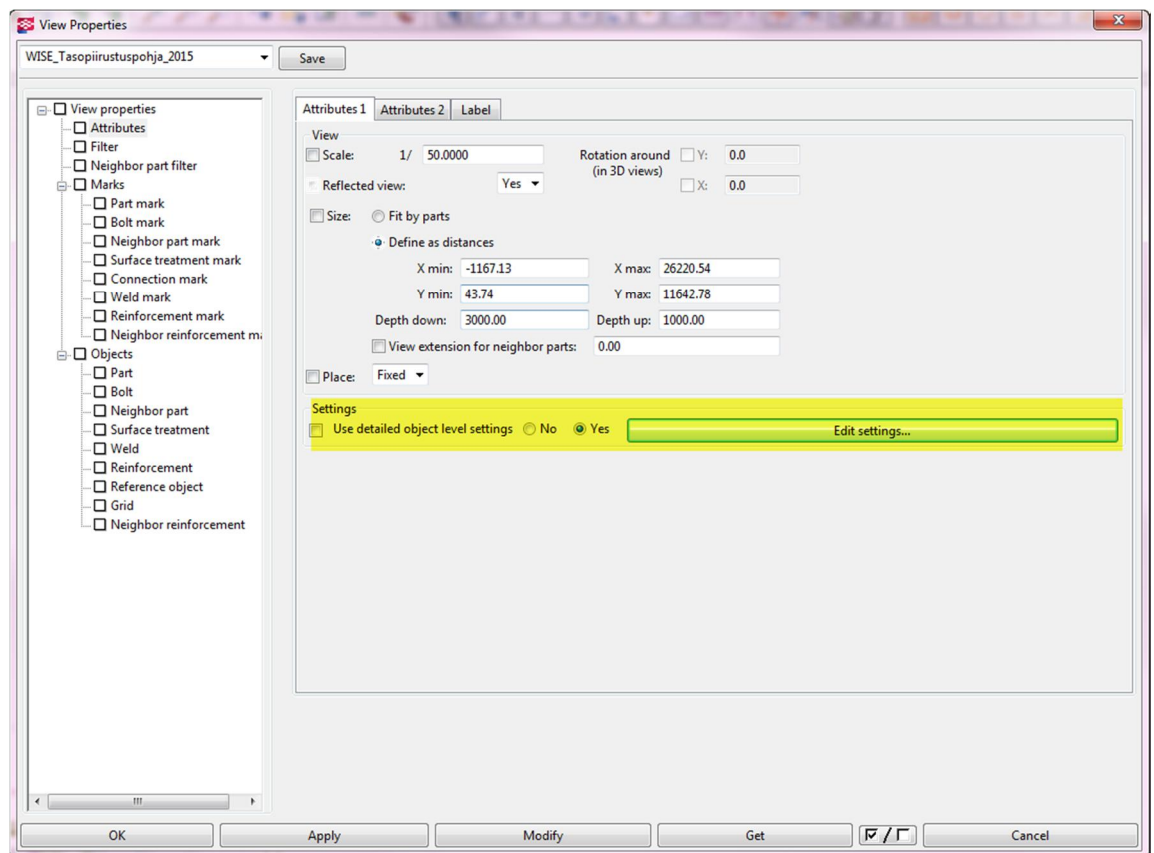 View Properties
WISE_Tasopiirustuspohja_2015 Save
View properties
Attributes
Filter
Neighbor part filter
Marks
Part mark
Bolt mark
Neighbor part mark
Surface treatment mark
Connection mark
Weld mark
Reinforcement mark
Neighbor reinforcement ma
Objects
Part
Bolt
Neighbor part
Surface treatment
Weld
Reinforcement
Reference object
Grid
Neighbor reinforcement
Attributes 1 Attributes 2 Label
View
Scale: 1/ 50.0000 Rotation around Y: 0.0
(in 3D views)
Reflected view: Yes X: 0.0
Size: Fit by parts
Define as distances
X min: -1167.13 X max: 26220.54
Y min: 43.74 Y max: 11642.78
Depth down: 3000.00 Depth up: 1000.00
View extension for neighbor parts: 0.00
Place: Fixed
Settings
Use detailed object level settings No Yes Edit settings...
OK Apply Modify Get / Cancel